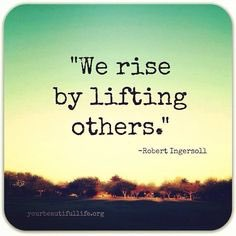 "We rise
by lifting
others."
-Robert Ingersoll
yourbeautifullife.org